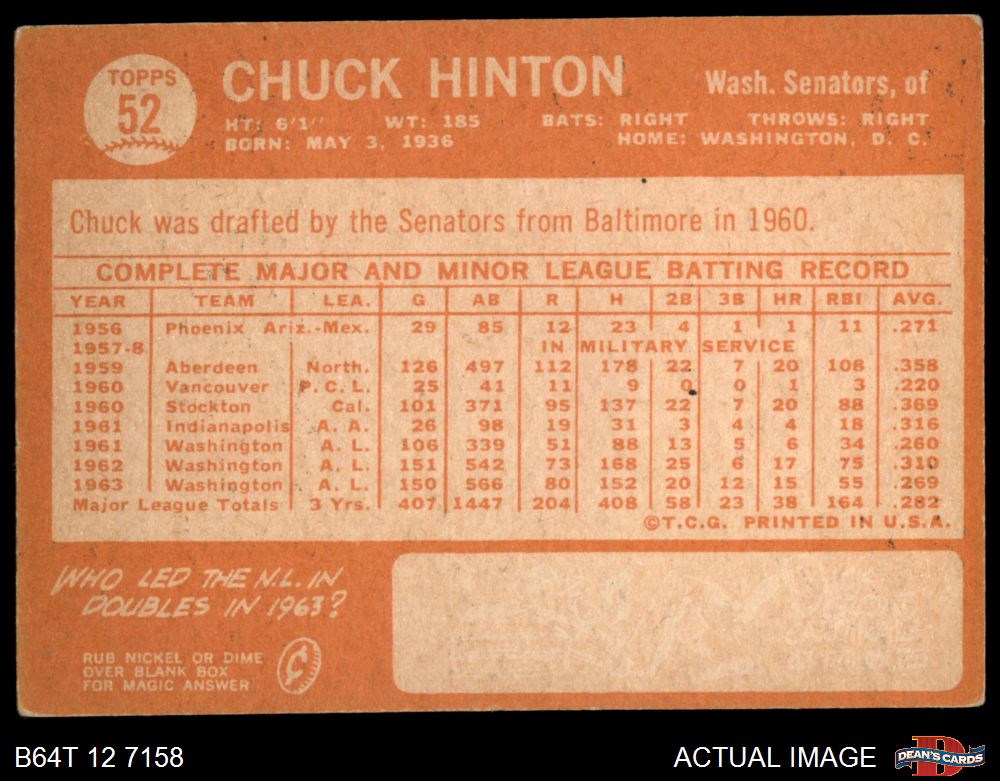 TOPPS
52
CHUCK HINTON
Wash. Senators, of
HT: 6'1" WT: 185 BATS: RIGHT THROWS: RIGHT
BORN: MAY 3, 1936 HOME: WASHINGTON, D. C.
Chuck was drafted by the Senators from Baltimore in 1960.
COMPLETE MAJOR AND MINOR LEAGUE BATTING RECORD
YEAR TEAM LEA. G AB R H 2B 3B HR RBI AVG.
1956 Phoenix Ariz.-Mex. 29 85 12 23 4 1 1 11 .271
1957-8 IN MILITARY SERVICE
1959 Aberdeen North. 126 497 112 178 22 7 20 108 .358
1960 Vancouver P.C.L. 25 41 11 9 0 0 1 3 .220
1960 Stockton Cal. 101 371 95 137 22 7 20 88 .369
1961 Indianapolis A. A. 26 98 19 31 3 4 4 18 .316
1961 Washington A. L. 106 339 51 88 13 5 6 34 .260
1962 Washington A. L. 151 542 73 168 25 6 17 75 .310
1963 Washington A. L. 150 566 80 152 20 12 15 55 .269
Major League Totals 3 Yrs. 407 1447 204 408 58 23 38 164 .282
©T.C.G. PRINTED IN U.S.A.
WHO LED THE N.L. IN
DOUBLES IN 1963?
RUB NICKEL OR DIME
OVER BLANK BOX
FOR MAGIC ANSWER
¢
B64T 12 7158
ACTUAL IMAGE
D
DEAN'S CARDS